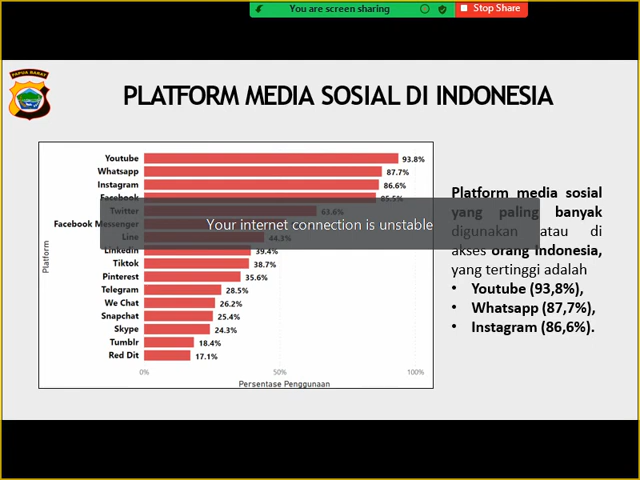 You are screen sharing
Stop Share
PAPUA BARAT
PLATFORM MEDIA SOSIAL DI INDONESIA
Platform
Youtube 93.8%
Whatsapp 87.7%
Instagram 86.6%
Facebook 85.5%
Twitter 63.6%
Facebook Messenger
Line 44.3%
Linkedin 39.4%
Tiktok 38.7%
Pinterest 35.6%
Telegram 28.5%
We Chat 26.2%
Snapchat 25.4%
Skype 24.3%
Tumblr 18.4%
Red Dit 17.1%
0% 50% 100%
Persentase Penggunaan
Your internet connection is unstable
Platform media sosial
yang paling banyak
digunakan atau di
akses orang Indonesia,
yang tertinggi adalah
• Youtube (93,8%),
• Whatsapp (87,7%),
• Instagram (86,6%).